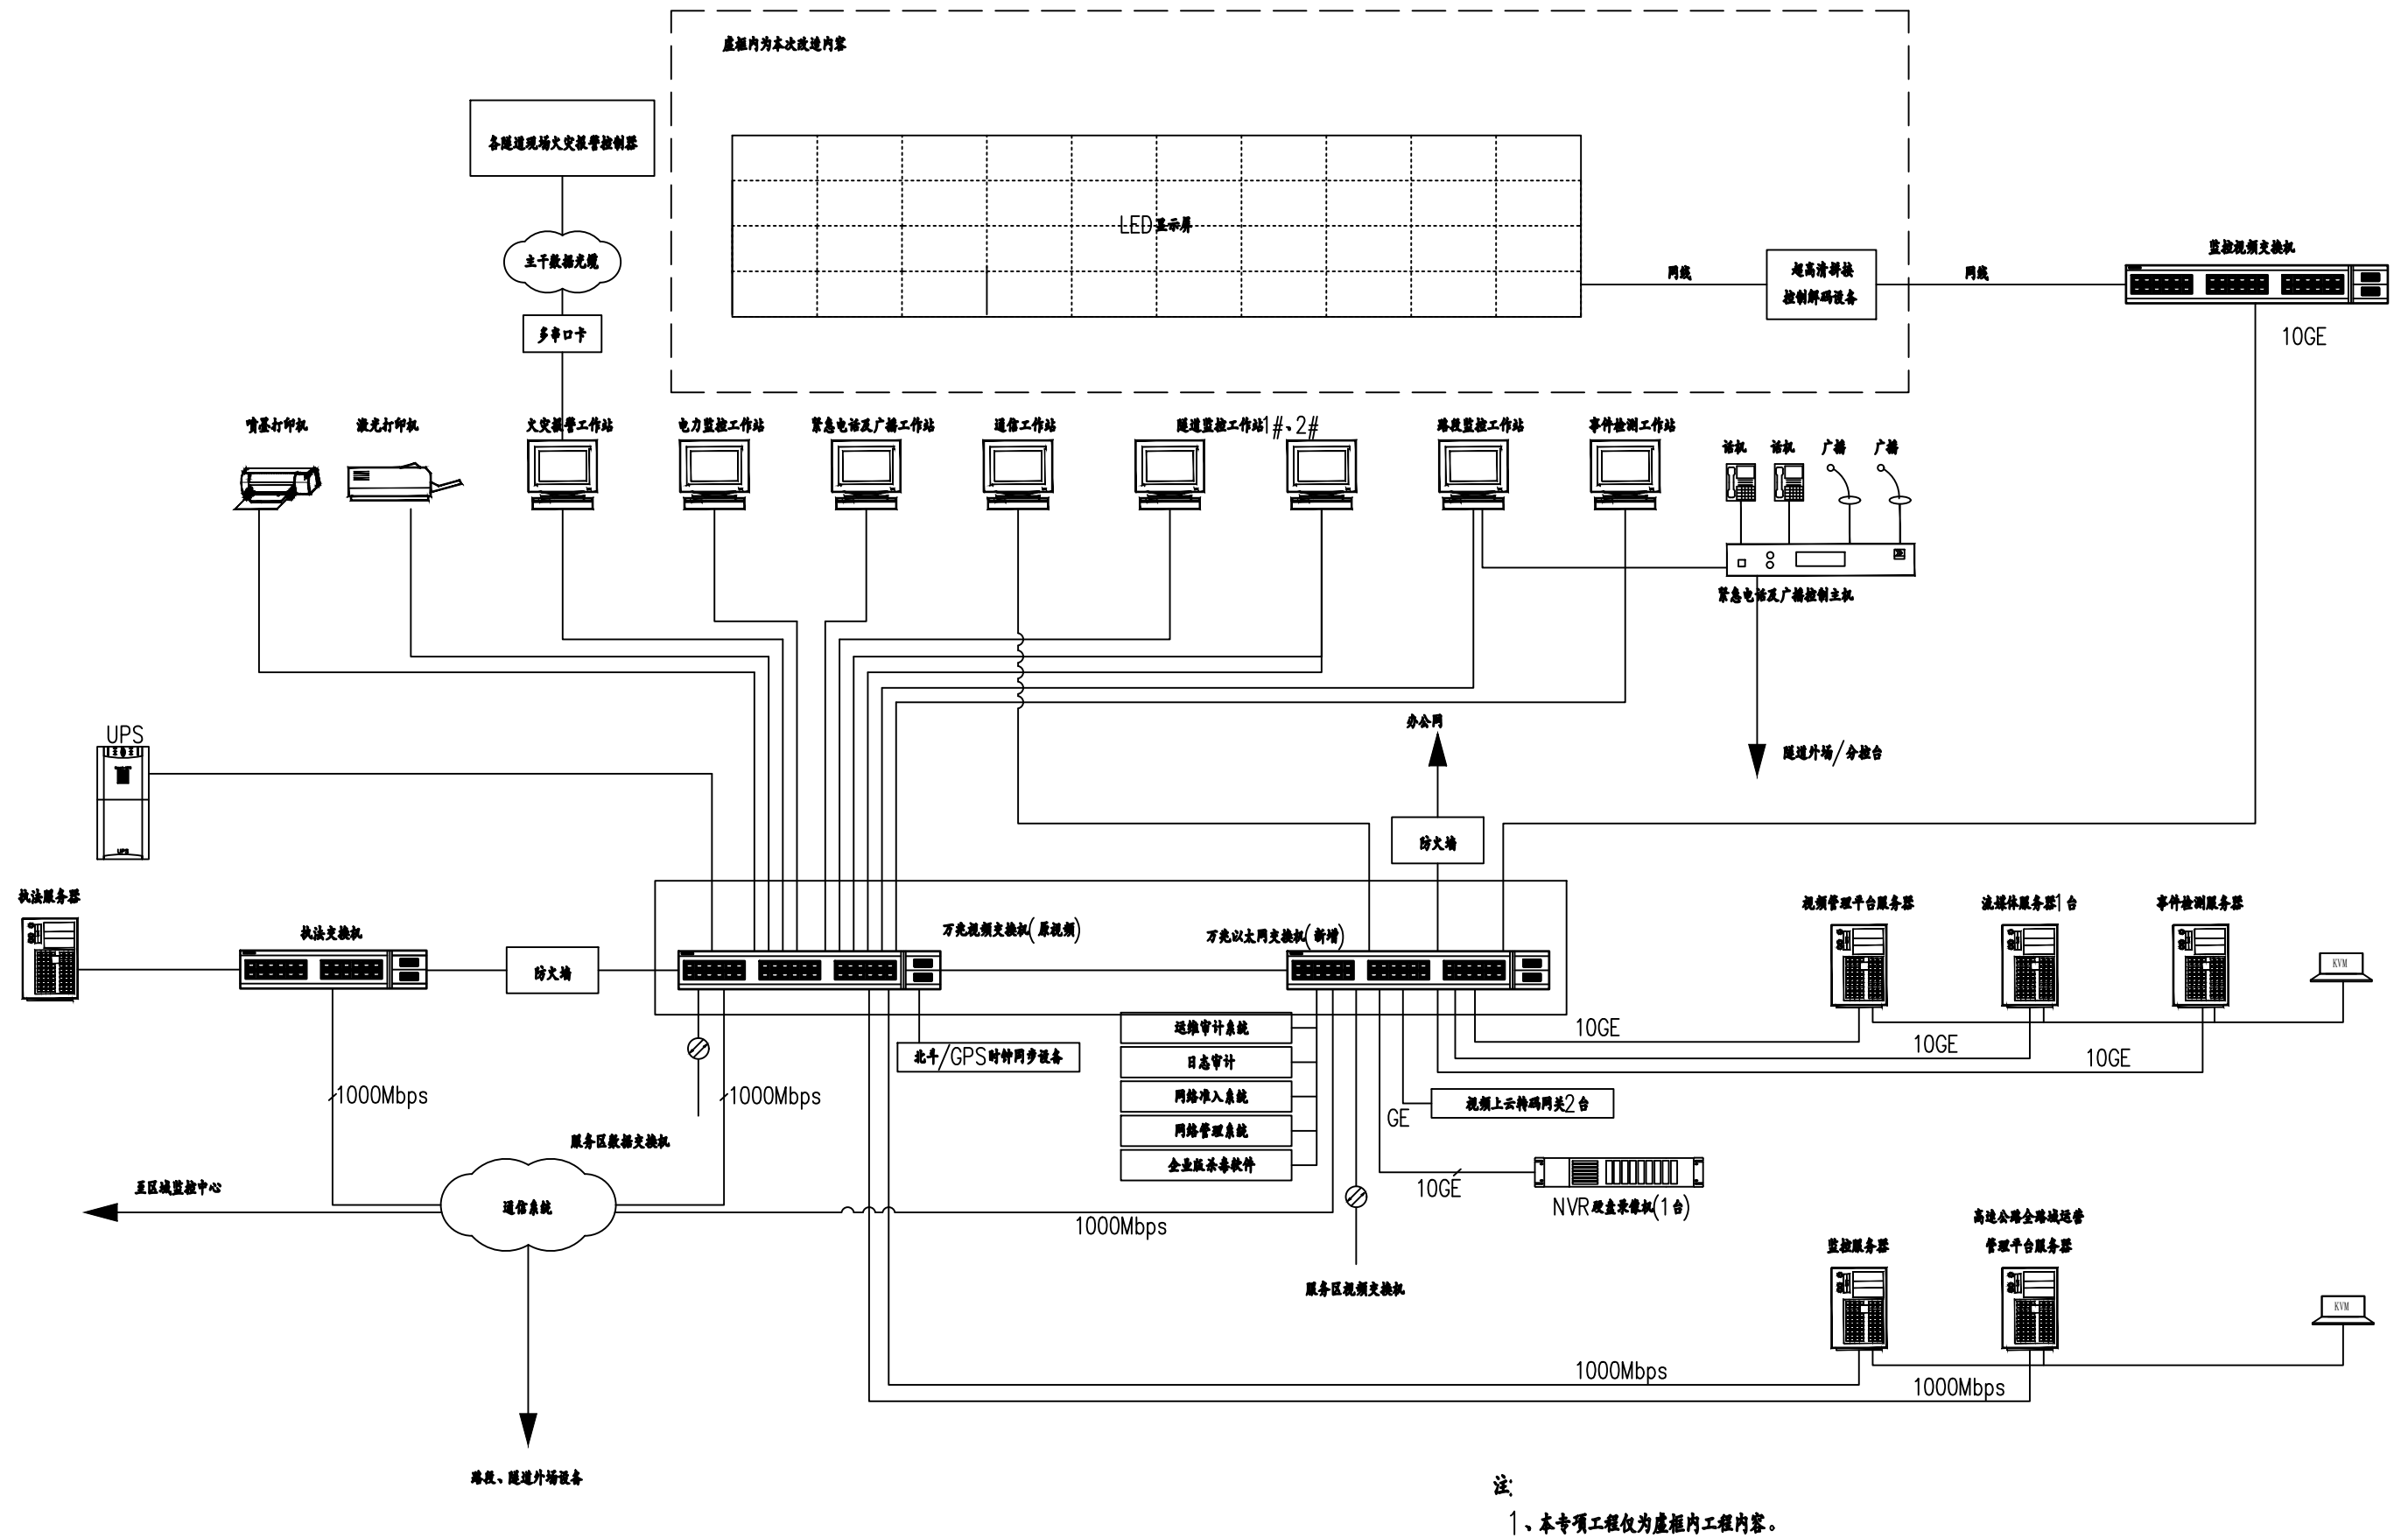 虚框内为本次改造内容
各隧道现场火灾报警控制器
LED显示屏
主干数据光缆
监控视频交换机
网线
超高清拼接
控制解码设备
网线
多串口卡
10GE
喷墨打印机
激光打印机
火灾报警工作站
电力监控工作站
紧急电话及广播工作站
通信工作站
隧道监控工作站1#、2#
路段监控工作站
事件检测工作站
话机
话机
广播
广播
紧急电话及广播控制主机
办公网
隧道外场/分控台
UPS
UPS
防火墙
执法服务器
执法交换机
防火墙
万兆视频交换机(原视频)
万兆以太网交换机(新增)
视频管理平台服务器
流媒体服务器1台
事件检测服务器
KVM
运维审计系统
日志审计
网络准入系统
网络管理系统
企业版杀毒软件
北斗/GPS时钟同步设备
10GE
10GE
10GE
1000Mbps
1000Mbps
视频上云转码网关2台
GE
服务区数据交换机
至区域监控中心
通信系统
10GE
NVR硬盘录像机(1台)
1000Mbps
服务区视频交换机
监控服务器
高速公路全路域运营
管理平台服务器
KVM
1000Mbps
1000Mbps
路段、隧道外场设备
注:
1、本专项工程仅为虚框内工程内容。